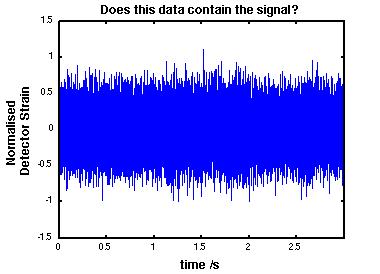 Does this data contain the signal?
1.5
1
0.5
0
-0.5
-1
-1.5
Normalised
Detector Strain
0 0.5 1 1.5 2 2.5
time /s